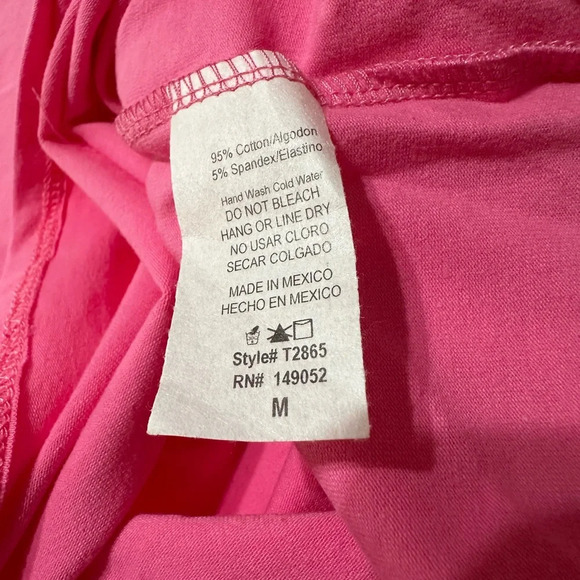 95% Cotton/Algodon
5% Spandex/Elastino
Hand Wash Cold Water
DO NOT BLEACH
HANG OR LINE DRY
NO USAR CLORO
SECAR COLGADO
MADE IN MEXICO
HECHO EN MEXICO
Style# T2865
RN# 149052
M